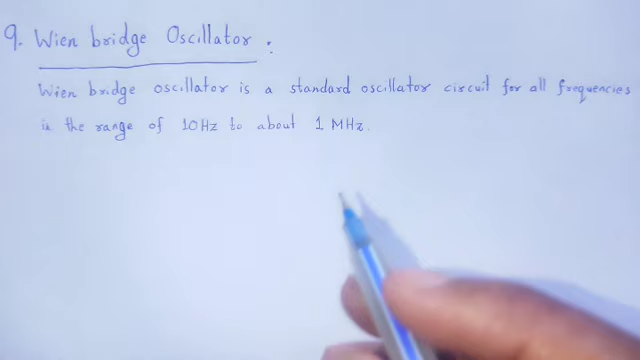 9. Wien bridge Oscillator :
Wien bridge oscillator is a standard oscillator circuit for all frequencies
in the range of 10Hz to about 1 MHz.